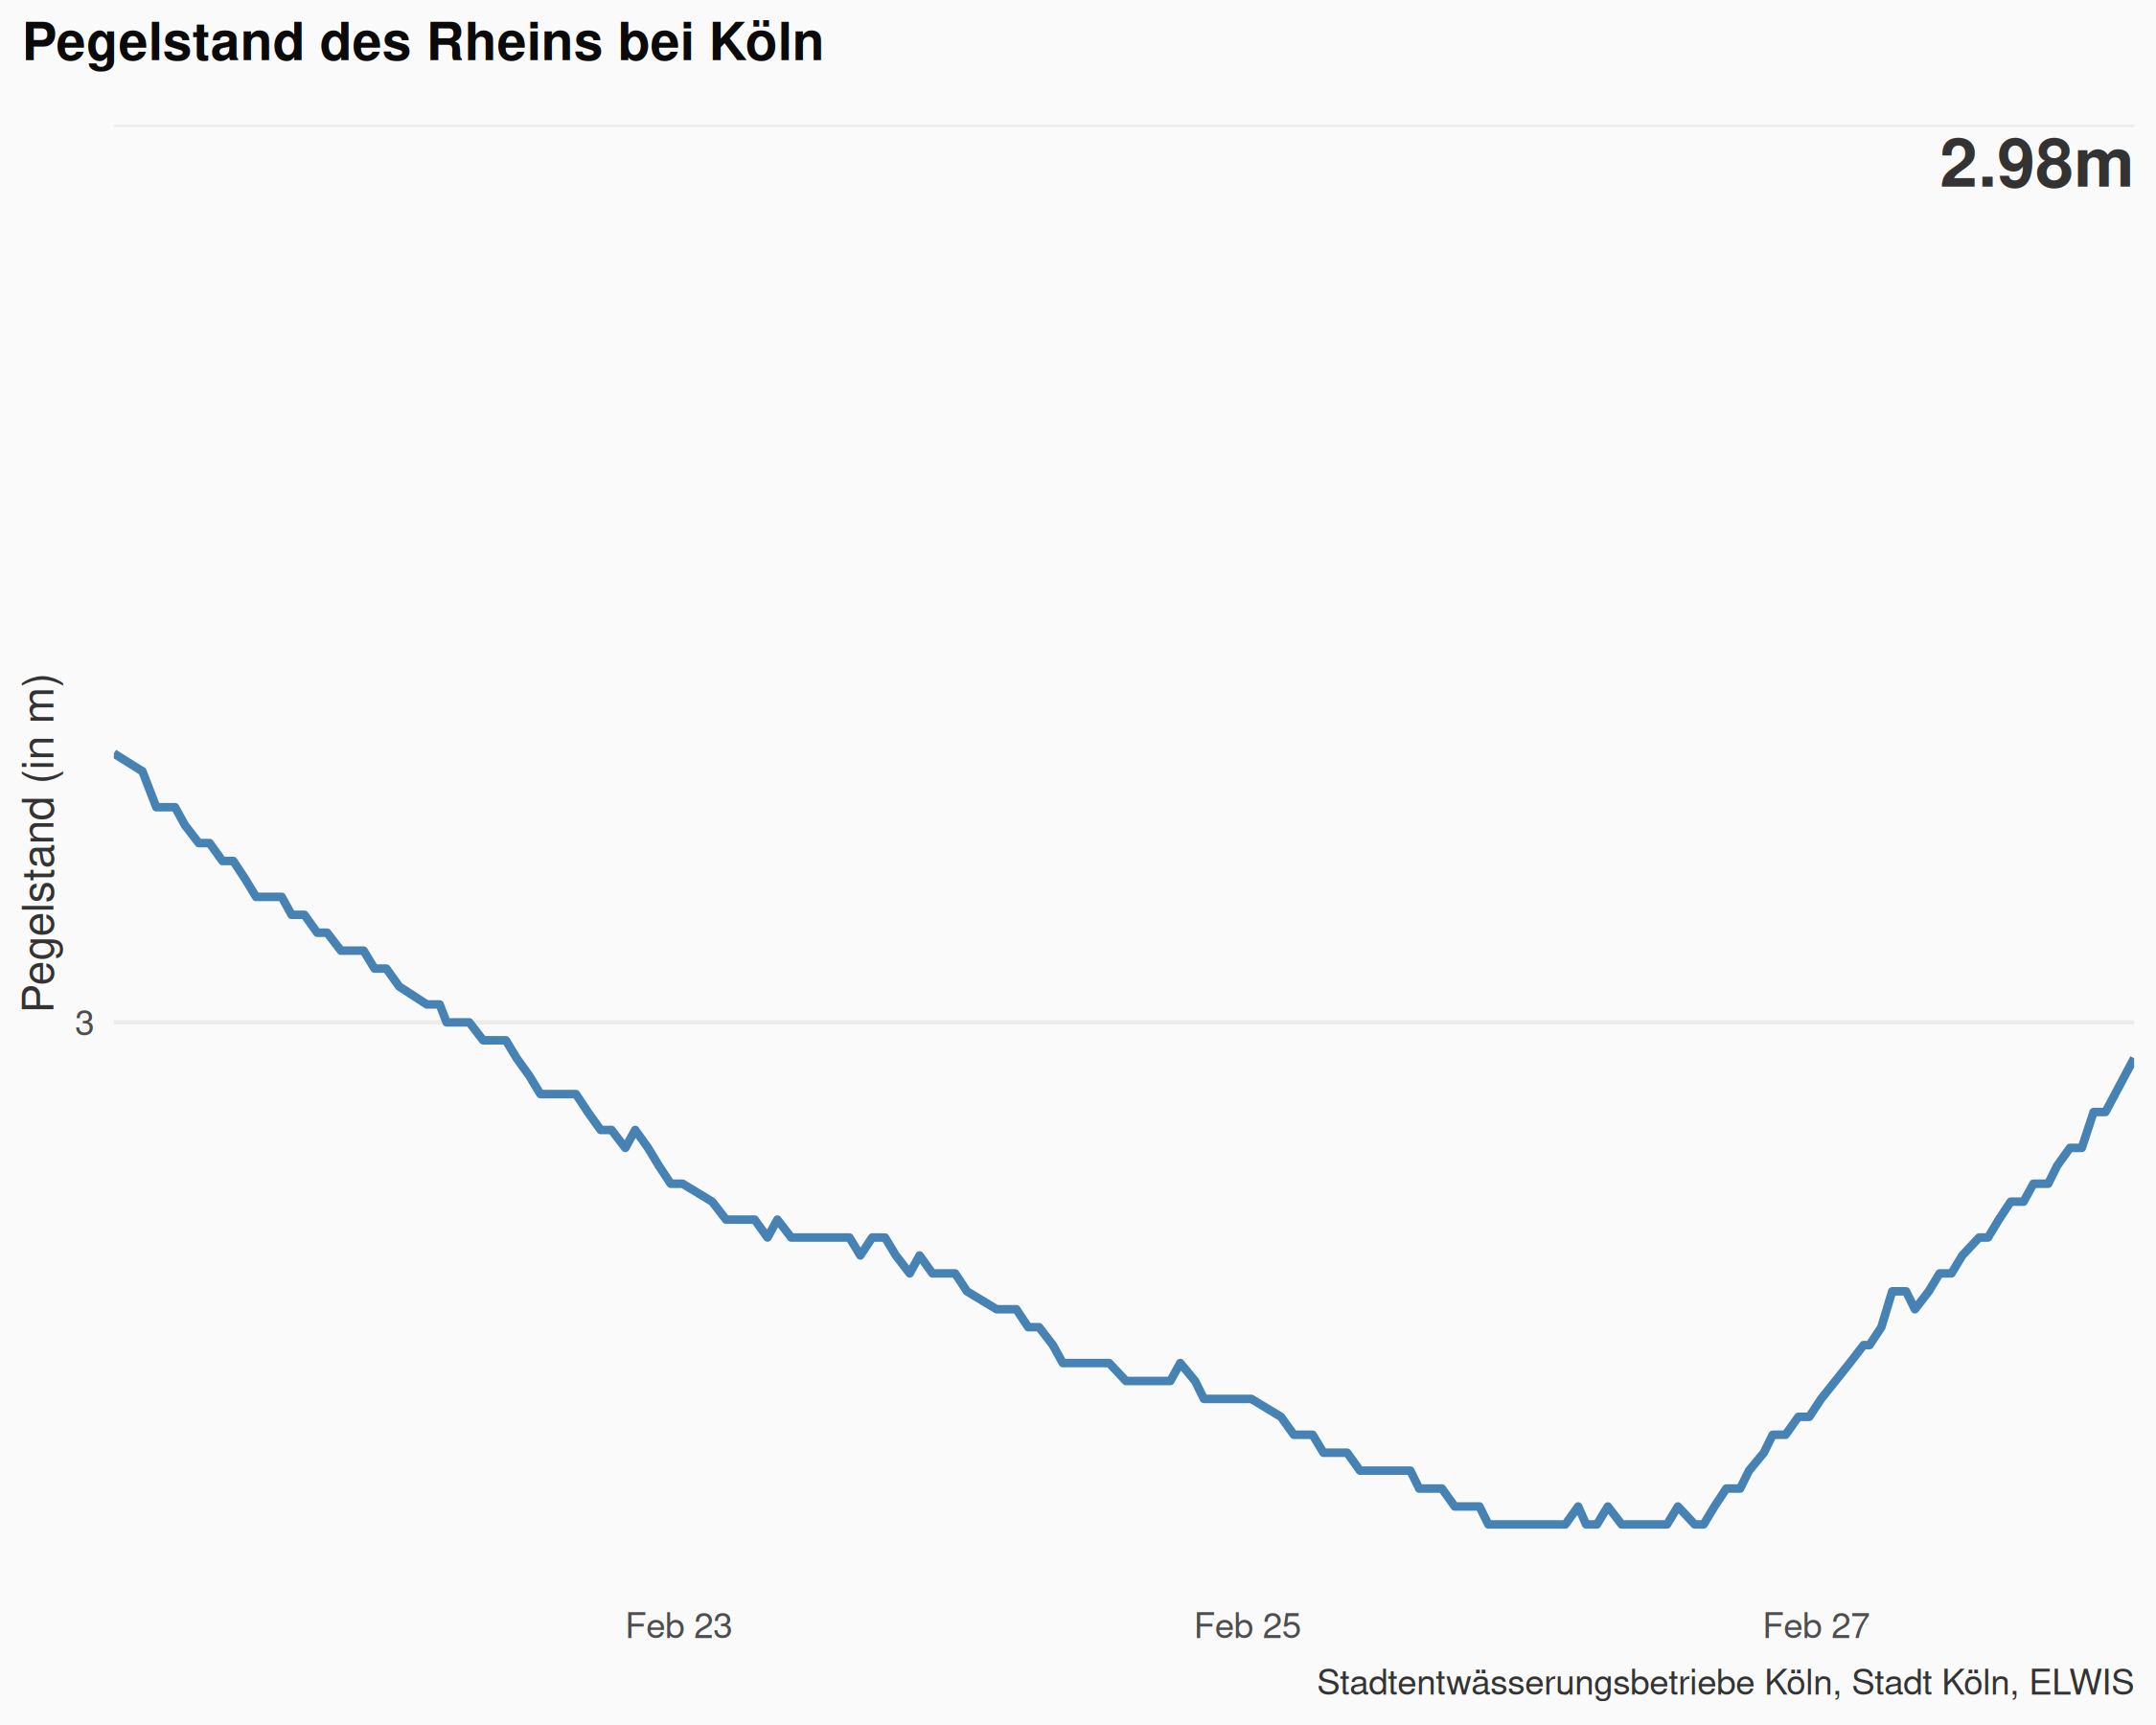 Pegelstand des Rheins bei Köln
2.98m
Pegelstand (in m)
3
Feb 23
Feb 25
Feb 27
Stadtentwässerungsbetriebe Köln, Stadt Köln, ELWIS